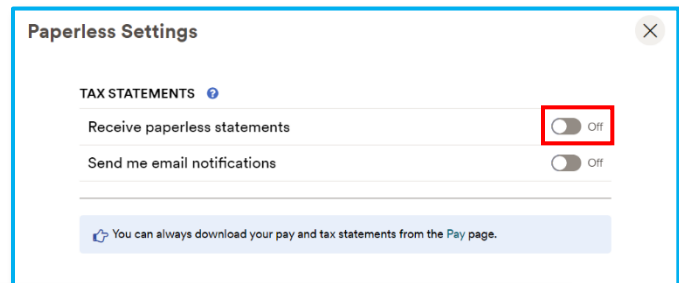 Paperless Settings
TAX STATEMENTS
Receive paperless statements Off
Send me email notifications Off
You can always download your pay and tax statements from the Pay page.